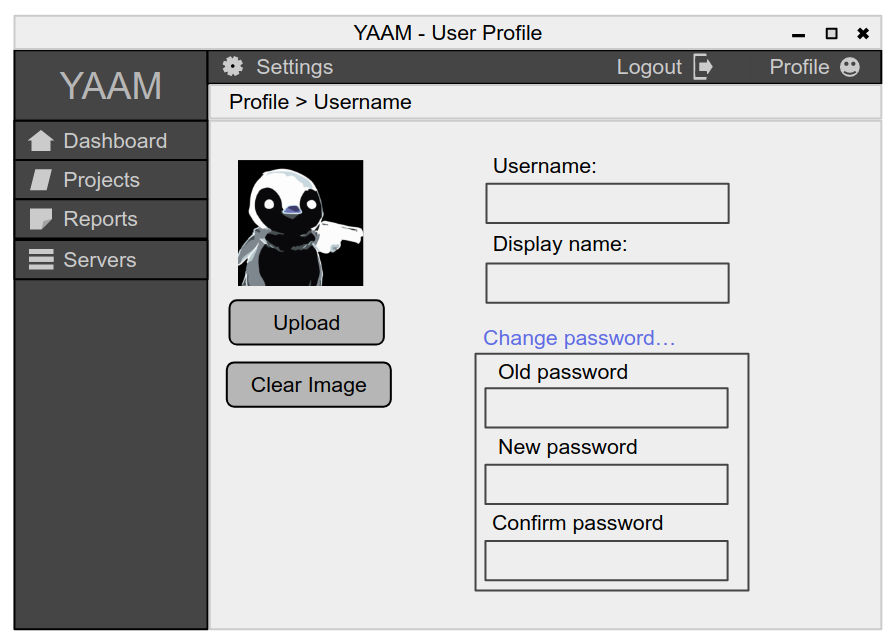 YAAM - User Profile
YAAM
Settings
Logout
Profile
Profile > Username
Dashboard
Projects
Reports
Servers
Upload
Clear Image
Username:
Display name:
Change password…
Old password
New password
Confirm password